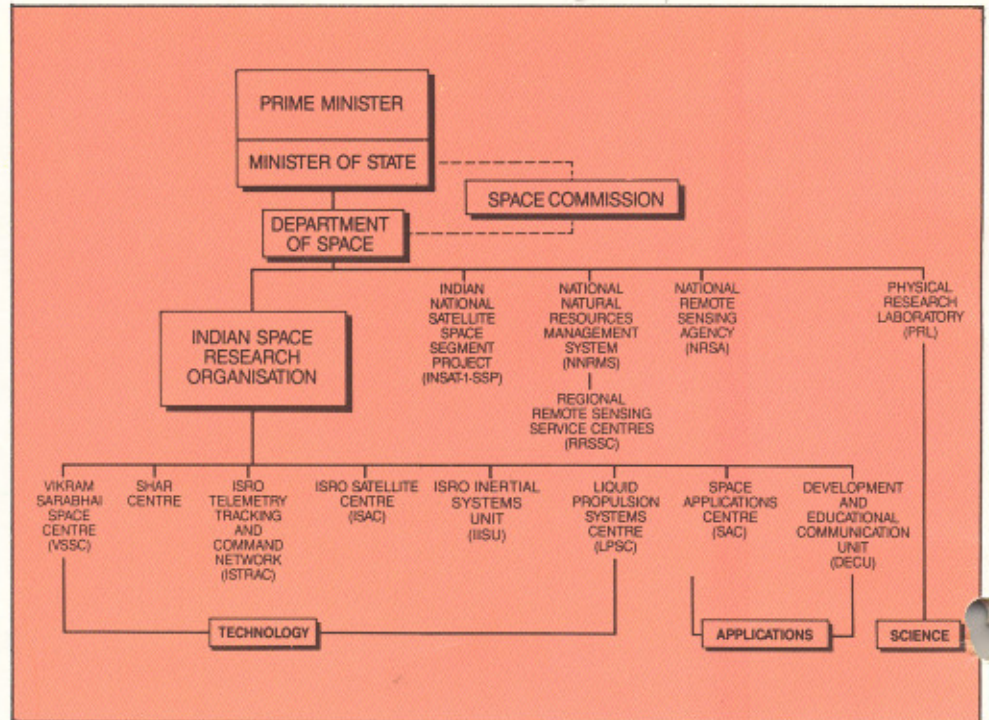 PRIME MINISTER
MINISTER OF STATE
SPACE COMMISSION
DEPARTMENT
OF SPACE
INDIAN SPACE
RESEARCH
ORGANISATION
INDIAN
NATIONAL
SATELLITE
SPACE
SEGMENT
PROJECT
(INSAT-1-SSP)
NATIONAL
NATURAL
RESOURCES
MANAGEMENT
SYSTEM
(NNRMS)
REGIONAL
REMOTE SENSING
SERVICE CENTRES
(RRSSC)
NATIONAL
REMOTE
SENSING
AGENCY
(NRSA)
PHYSICAL
RESEARCH
LABORATORY
(PRL)
VIKRAM
SARABHAI
SPACE
CENTRE
(VSSC)
SHAR
CENTRE
ISRO
TELEMETRY
TRACKING
AND
COMMAND
NETWORK
(ISTRAC)
ISRO SATELLITE
CENTRE
(ISAC)
ISRO INERTIAL
SYSTEMS
UNIT
(IISU)
LIQUID
PROPULSION
SYSTEMS
CENTRE
(LPSC)
SPACE
APPLICATIONS
CENTRE
(SAC)
DEVELOPMENT
AND
EDUCATIONAL
COMMUNICATION
UNIT
(DECU)
TECHNOLOGY
APPLICATIONS
SCIENCE